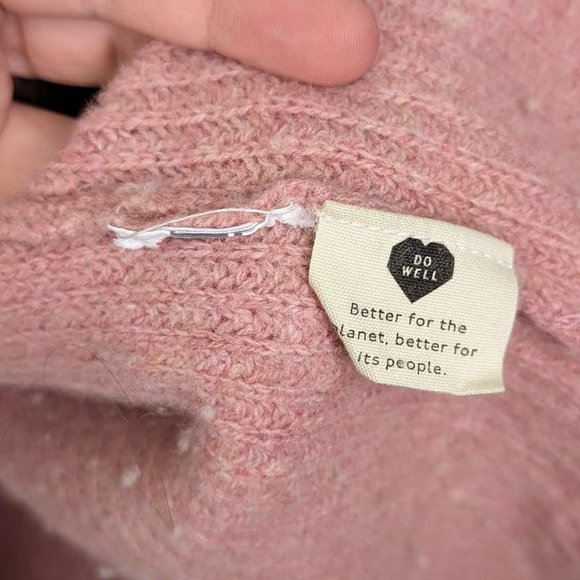 DO
WELL
Better for the
lanet, better for
its people.